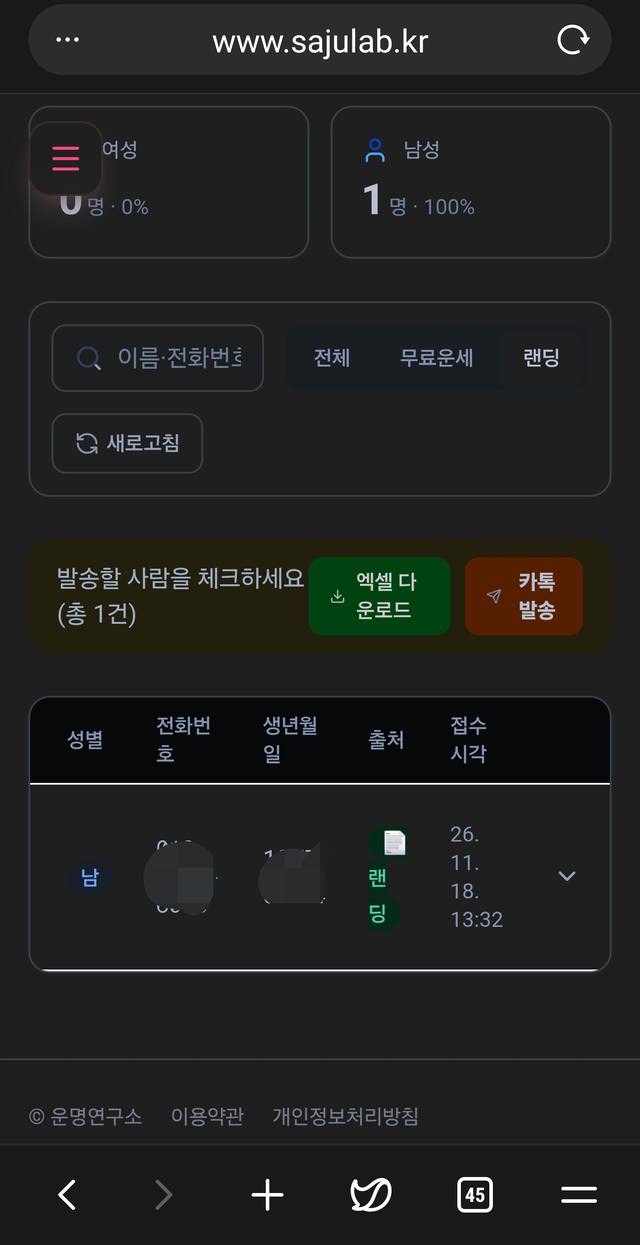 www.sajulab.kr
여성
남성
0명 · 0%
1명 · 100%
이름·전화번호
전체
무료운세
랜딩
새로고침
발송할 사람을 체크하세요
(총 1건)
엑셀 다
운로드
카톡
발송
성별
전화번
호
생년월
일
출처
접수
시각
남
랜
딩
26.
11.
18.
13:32
© 운명연구소
이용약관
개인정보처리방침
45